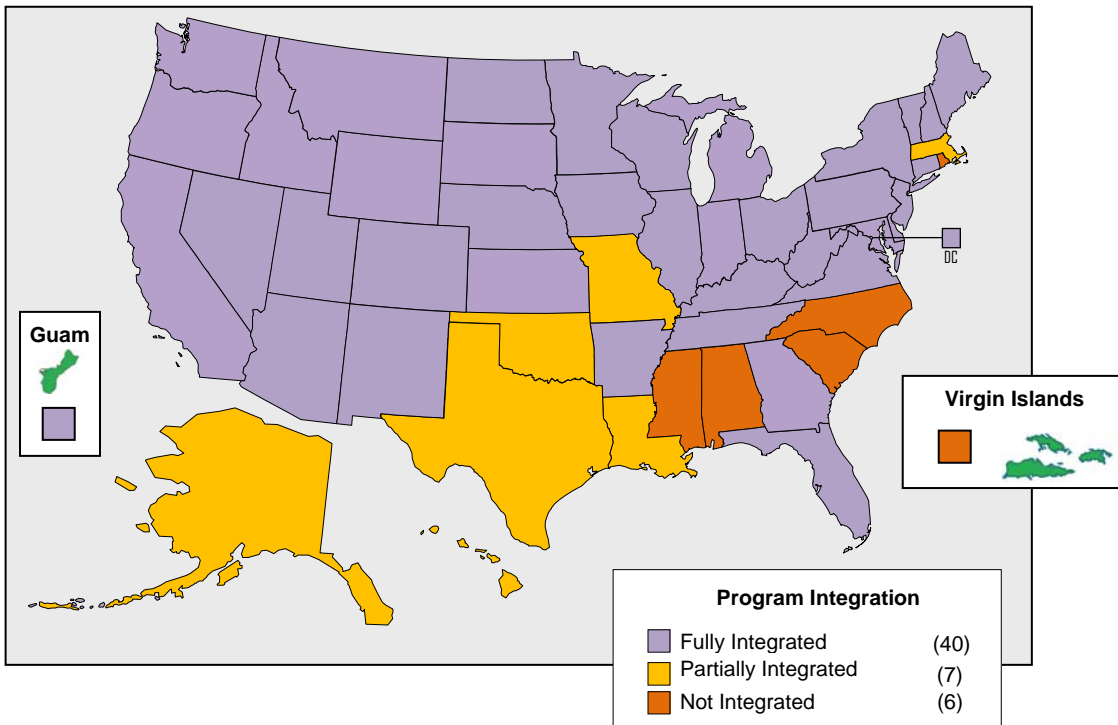 DC
Guam
Virgin Islands
Program Integration
Fully Integrated (40)
Partially Integrated (7)
Not Integrated (6)